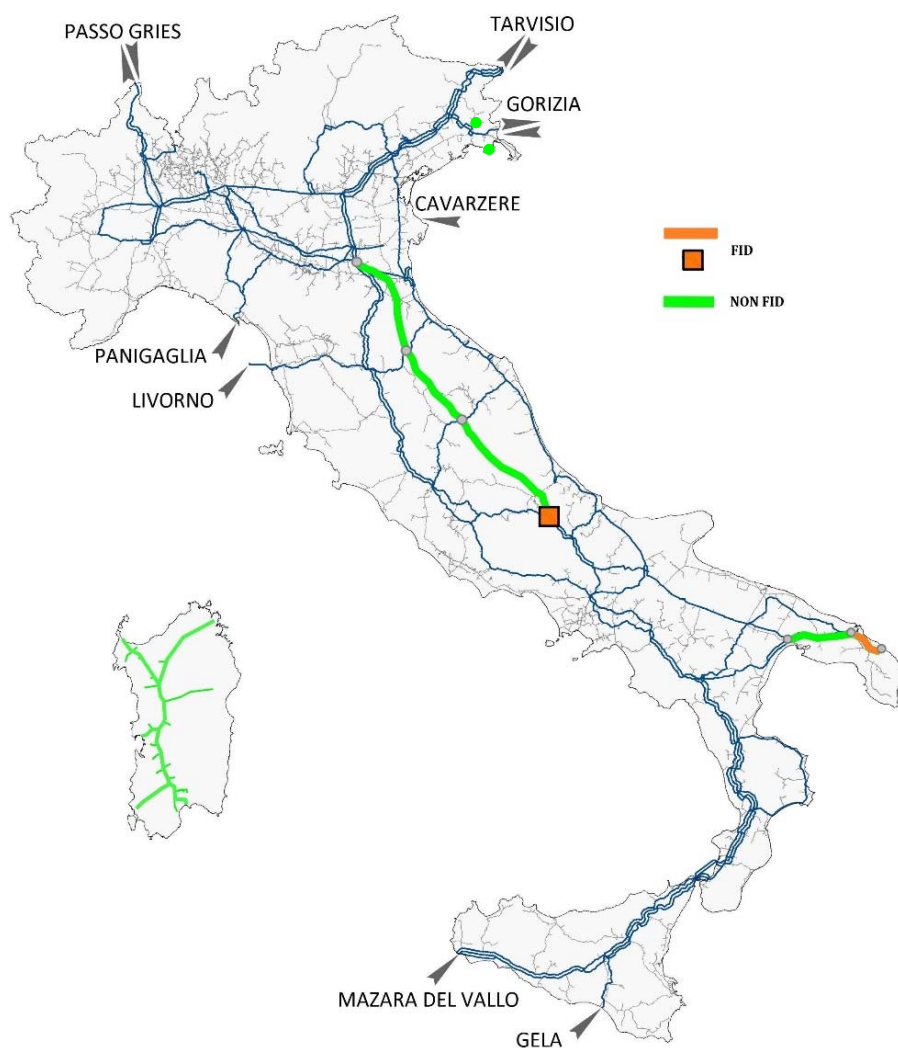 PASSO GRIES
TARVISIO
GORIZIA
CAVARZERE
FID
NON FID
PANIGAGLIA
LIVORNO
MAZARA DEL VALLO
GELA